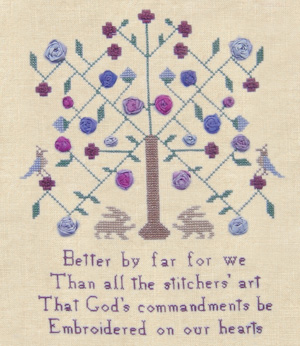 Better by far for we
Than all the stitchers' art
That God's commandments be
Embroidered on our hearts